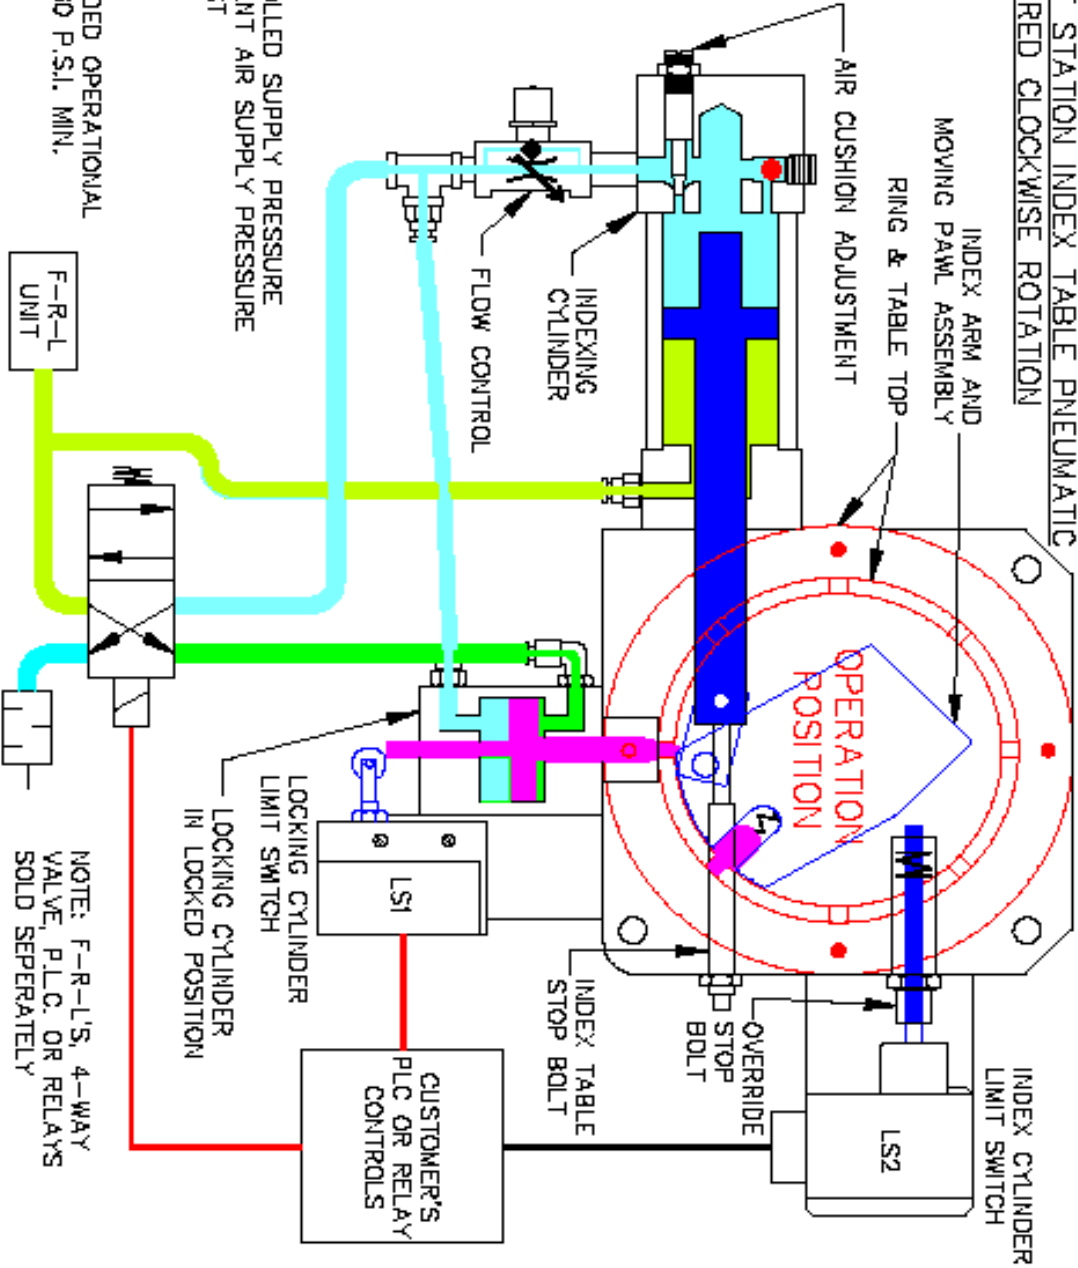 STATION INDEX TABLE PNEUMATIC
RED CLOCKWISE ROTATION
INDEX ARM AND
MOVING PAWL ASSEMBLY
RING & TABLE TOP
AIR CUSHION ADJUSTMENT
INDEXING
CYLINDER
FLOW CONTROL
OLLED SUPPLY PRESSURE
ANT AIR SUPPLY PRESSURE
ST
DED OPERATIONAL
P.S.I. MIN.
F-R-L
UNIT
OPERATION
POSITION
INDEX CYLINDER
LIMIT SWITCH
LS2
OVERRIDE
STOP
BOLT
INDEX TABLE
STOP BOLT
LOCKING CYLINDER
LIMIT SWITCH
LS1
LOCKING CYLINDER
IN LOCKED POSITION
CUSTOMER'S
PLC OR RELAY
CONTROLS
NOTE: F-R-L'S, 4-WAY
VALVE, P.L.C. OR RELAYS
SOLD SEPERATELY